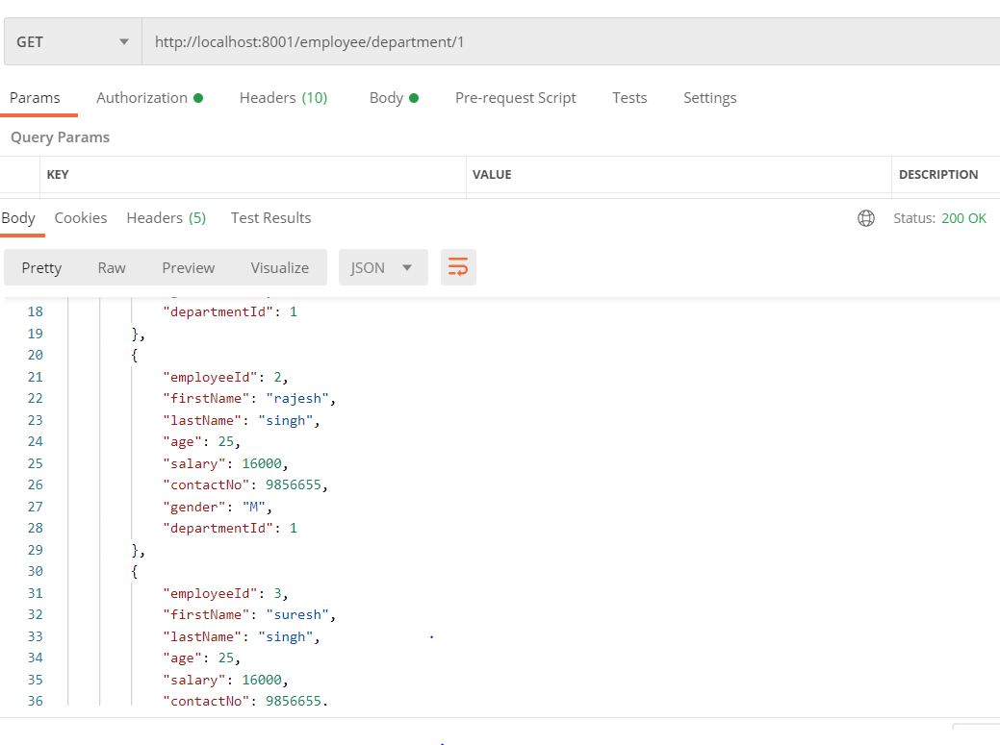 GET http://localhost:8001/employee/department/1
Params Authorization Headers (10) Body Pre-request Script Tests Settings
Query Params
KEY VALUE DESCRIPTION
Body Cookies Headers (5) Test Results Status: 200 OK
Pretty Raw Preview Visualize JSON
18 "departmentId": 1
19 },
20 {
21 "employeeId": 2,
22 "firstName": "rajesh",
23 "lastName": "singh",
24 "age": 25,
25 "salary": 16000,
26 "contactNo": 9856655,
27 "gender": "M",
28 "departmentId": 1
29 },
30 {
31 "employeeId": 3,
32 "firstName": "suresh",
33 "lastName": "singh",
34 "age": 25,
35 "salary": 16000,
36 "contactNo": 9856655,